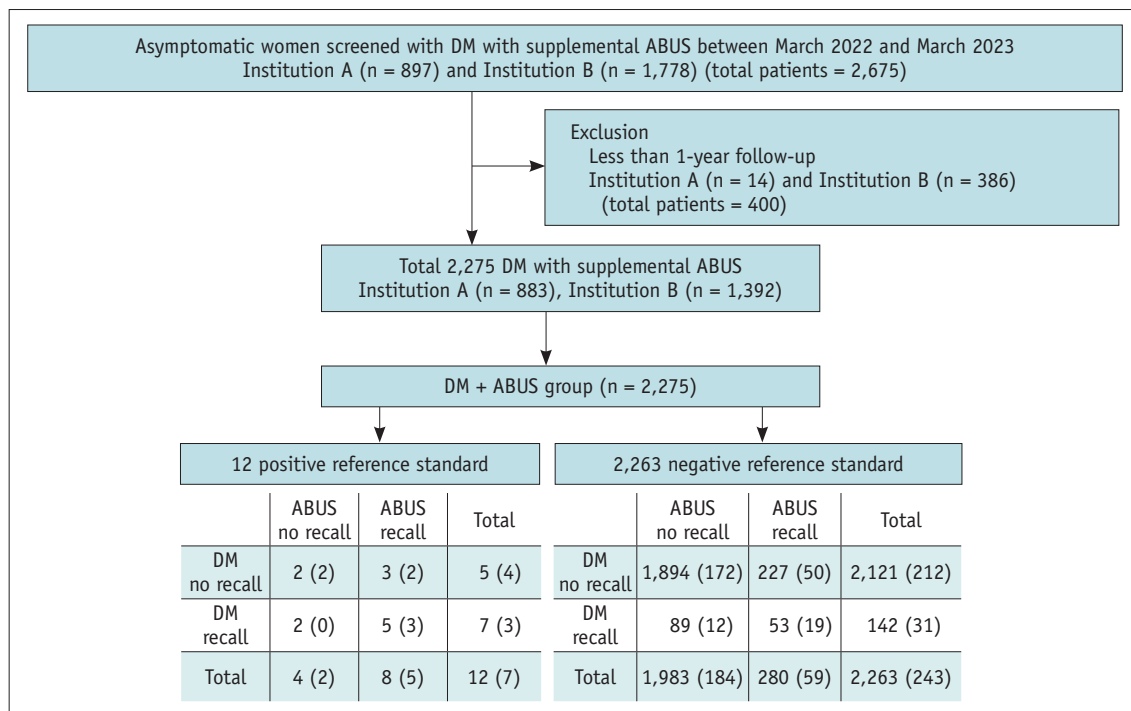 Asymptomatic women screened with DM with supplemental ABUS between March 2022 and March 2023
Institution A (n = 897) and Institution B (n = 1,778) (total patients = 2,675)
Exclusion
Less than 1-year follow-up
Institution A (n = 14) and Institution B (n = 386)
(total patients = 400)
Total 2,275 DM with supplemental ABUS
Institution A (n = 883), Institution B (n = 1,392)
DM + ABUS group (n = 2,275)
12 positive reference standard
ABUS no recall ABUS recall Total
DM no recall 2 (2) 3 (2) 5 (4)
DM recall 2 (0) 5 (3) 7 (3)
Total 4 (2) 8 (5) 12 (7)
2,263 negative reference standard
ABUS no recall ABUS recall Total
DM no recall 1,894 (172) 227 (50) 2,121 (212)
DM recall 89 (12) 53 (19) 142 (31)
Total 1,983 (184) 280 (59) 2,263 (243)